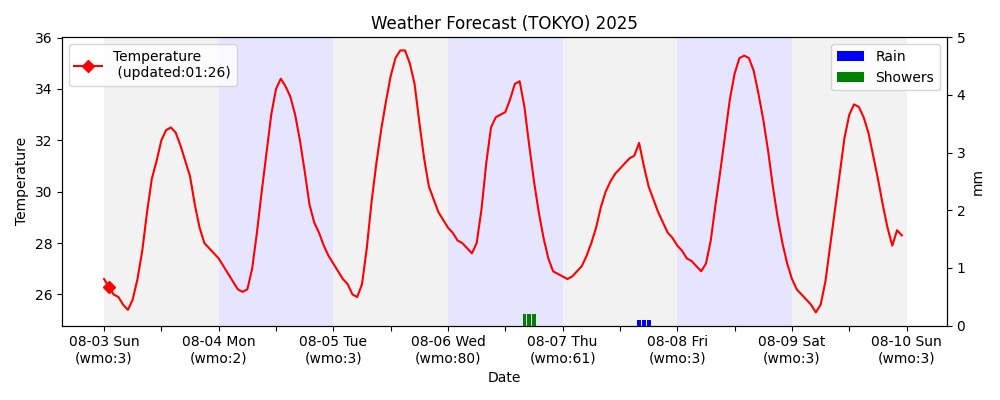 Weather Forecast (TOKYO) 2025
Temperature
(updated:01:26)
Rain
Showers
36
34
32
30
28
26
Temperature
5
4
3
2
1
0
mm
08-03 Sun
(wmo:3)
08-04 Mon
(wmo:2)
08-05 Tue
(wmo:3)
08-06 Wed
(wmo:80)
08-07 Thu
(wmo:61)
08-08 Fri
(wmo:3)
08-09 Sat
(wmo:3)
08-10 Sun
(wmo:3)
Date